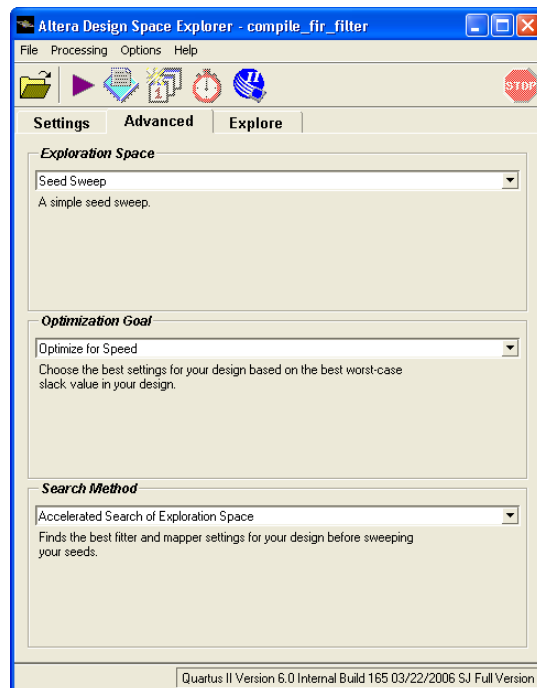 Altera Design Space Explorer - compile_fir_filter
File Processing Options Help
II
1
STOP
Settings Advanced Explore
Exploration Space
Seed Sweep
A simple seed sweep.
Optimization Goal
Optimize for Speed
Choose the best settings for your design based on the best worst-case
slack value in your design.
Search Method
Accelerated Search of Exploration Space
Finds the best fitter and mapper settings for your design before sweeping
your seeds.
Quartus II Version 6.0 Internal Build 165 03/22/2006 SJ Full Version